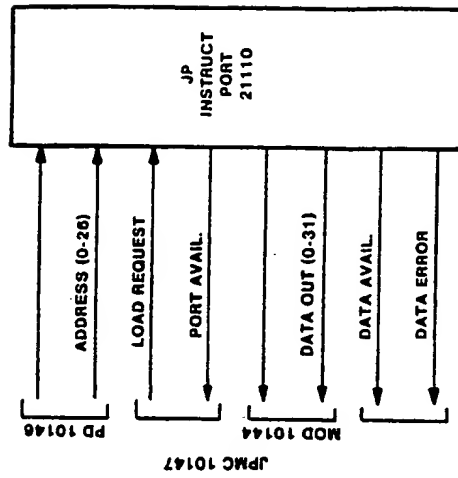 JP
INSTRUCT
PORT
21110
ADDRESS (0-26)
LOAD REQUEST
PORT AVAIL.
DATA OUT (0-31)
DATA AVAIL.
DATA ERROR
PD 10146
MOD 10144
JPMC 10147